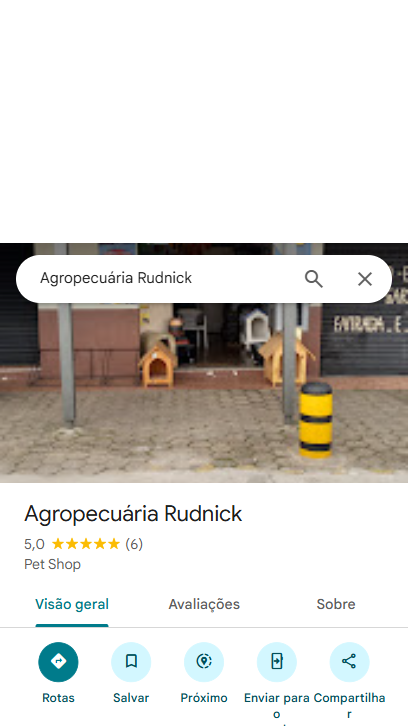 Agropecuária Rudnick
ENTRADA.E.
Agropecuária Rudnick
5,0 (6)
Pet Shop
Visão geral Avaliações Sobre
Rotas Salvar Próximo Enviar para Compartilha
o r